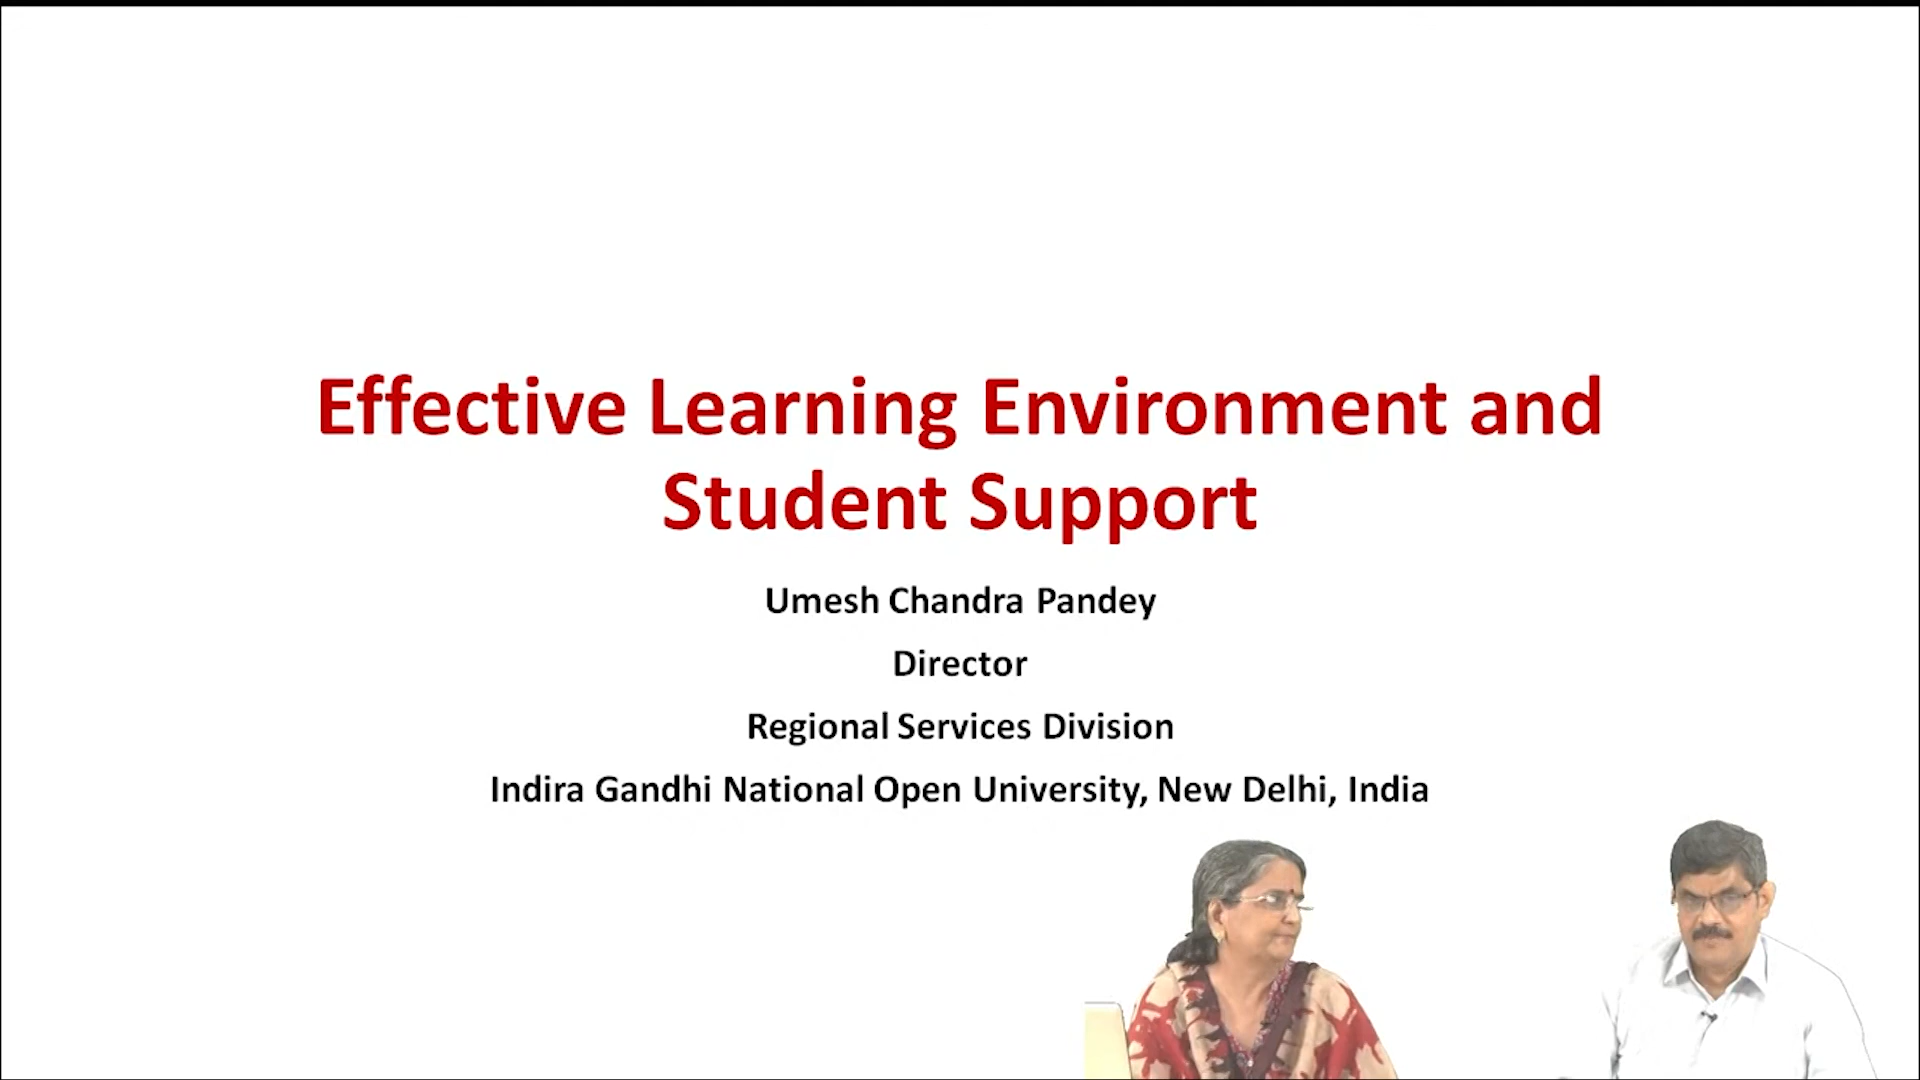 Effective Learning Environment and
Student Support
Umesh Chandra Pandey
Director
Regional Services Division
Indira Gandhi National Open University, New Delhi, India